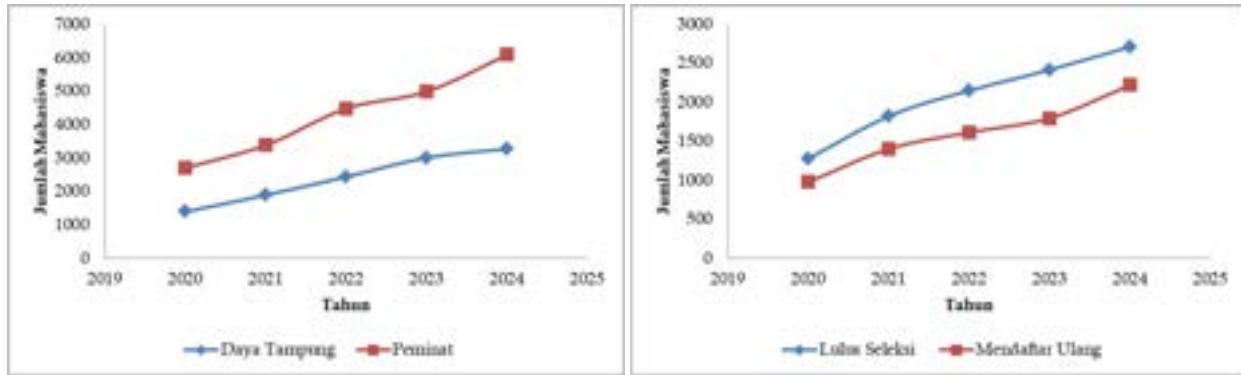 7000
6000
5000
4000
3000
2000
1000
0
Jumlah Mahasiswa
2019 2020 2021 2022 2023 2024 2025
Tahun
Daya Tampung Peminat
3000
2500
2000
1500
1000
500
0
Jumlah Mahasiswa
2019 2020 2021 2022 2023 2024 2025
Tahun
Lulus Seleksi Mendaftar Ulang